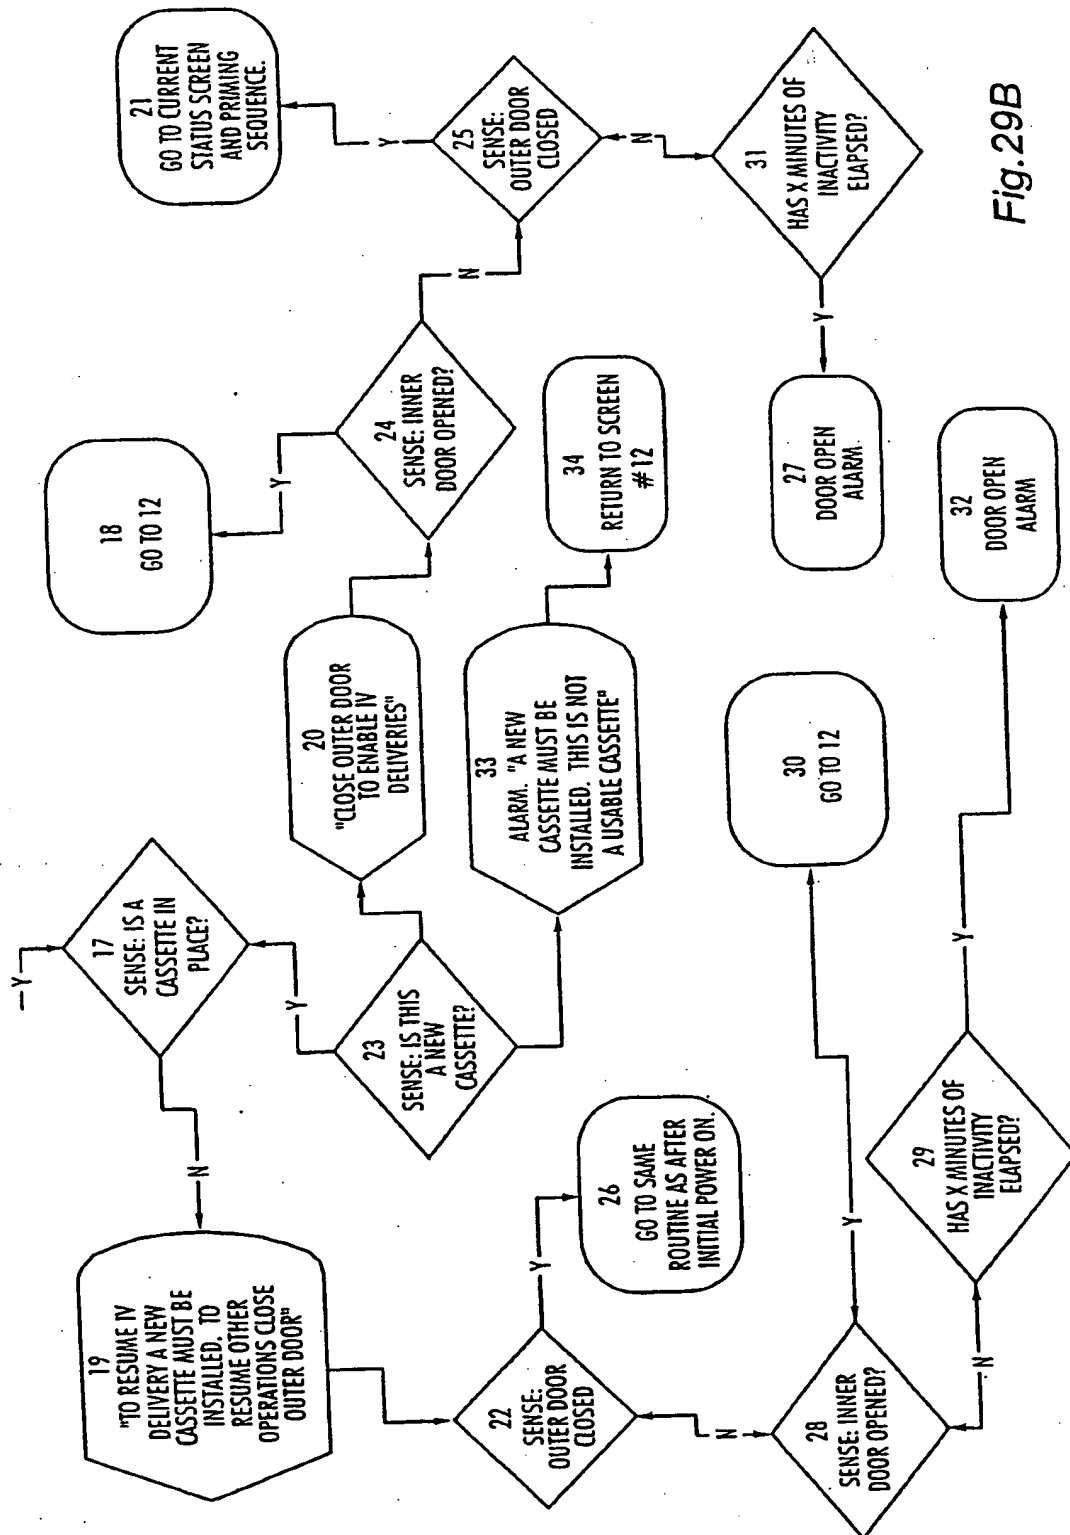 –Y
17
SENSE: IS A
CASSETTE IN
PLACE?
N
Y
19
"TO RESUME IV
DELIVERY A NEW
CASSETTE MUST BE
INSTALLED. TO
RESUME OTHER
OPERATIONS CLOSE
OUTER DOOR"
22
SENSE:
OUTER DOOR
CLOSED
Y
26
GO TO SAME
ROUTINE AS AFTER
INITIAL POWER ON.
N
28
SENSE: INNER
DOOR OPENED?
Y
30
GO TO 12
N
29
HAS X MINUTES OF
INACTIVITY
ELAPSED?
Y
32
DOOR OPEN
ALARM
23
SENSE: IS THIS
A NEW
CASSETTE?
20
"CLOSE OUTER DOOR
TO ENABLE IV
DELIVERIES"
33
ALARM. "A NEW
CASSETTE MUST BE
INSTALLED. THIS IS NOT
A USABLE CASSETTE"
34
RETURN TO SCREEN
#12
24
SENSE: INNER
DOOR OPENED?
Y
18
GO TO 12
N
25
SENSE:
OUTER DOOR
CLOSED
Y
21
GO TO CURRENT
STATUS SCREEN
AND PRIMING
SEQUENCE.
N
31
HAS X MINUTES OF
INACTIVITY
ELAPSED?
Y
27
DOOR OPEN
ALARM
Fig.29B